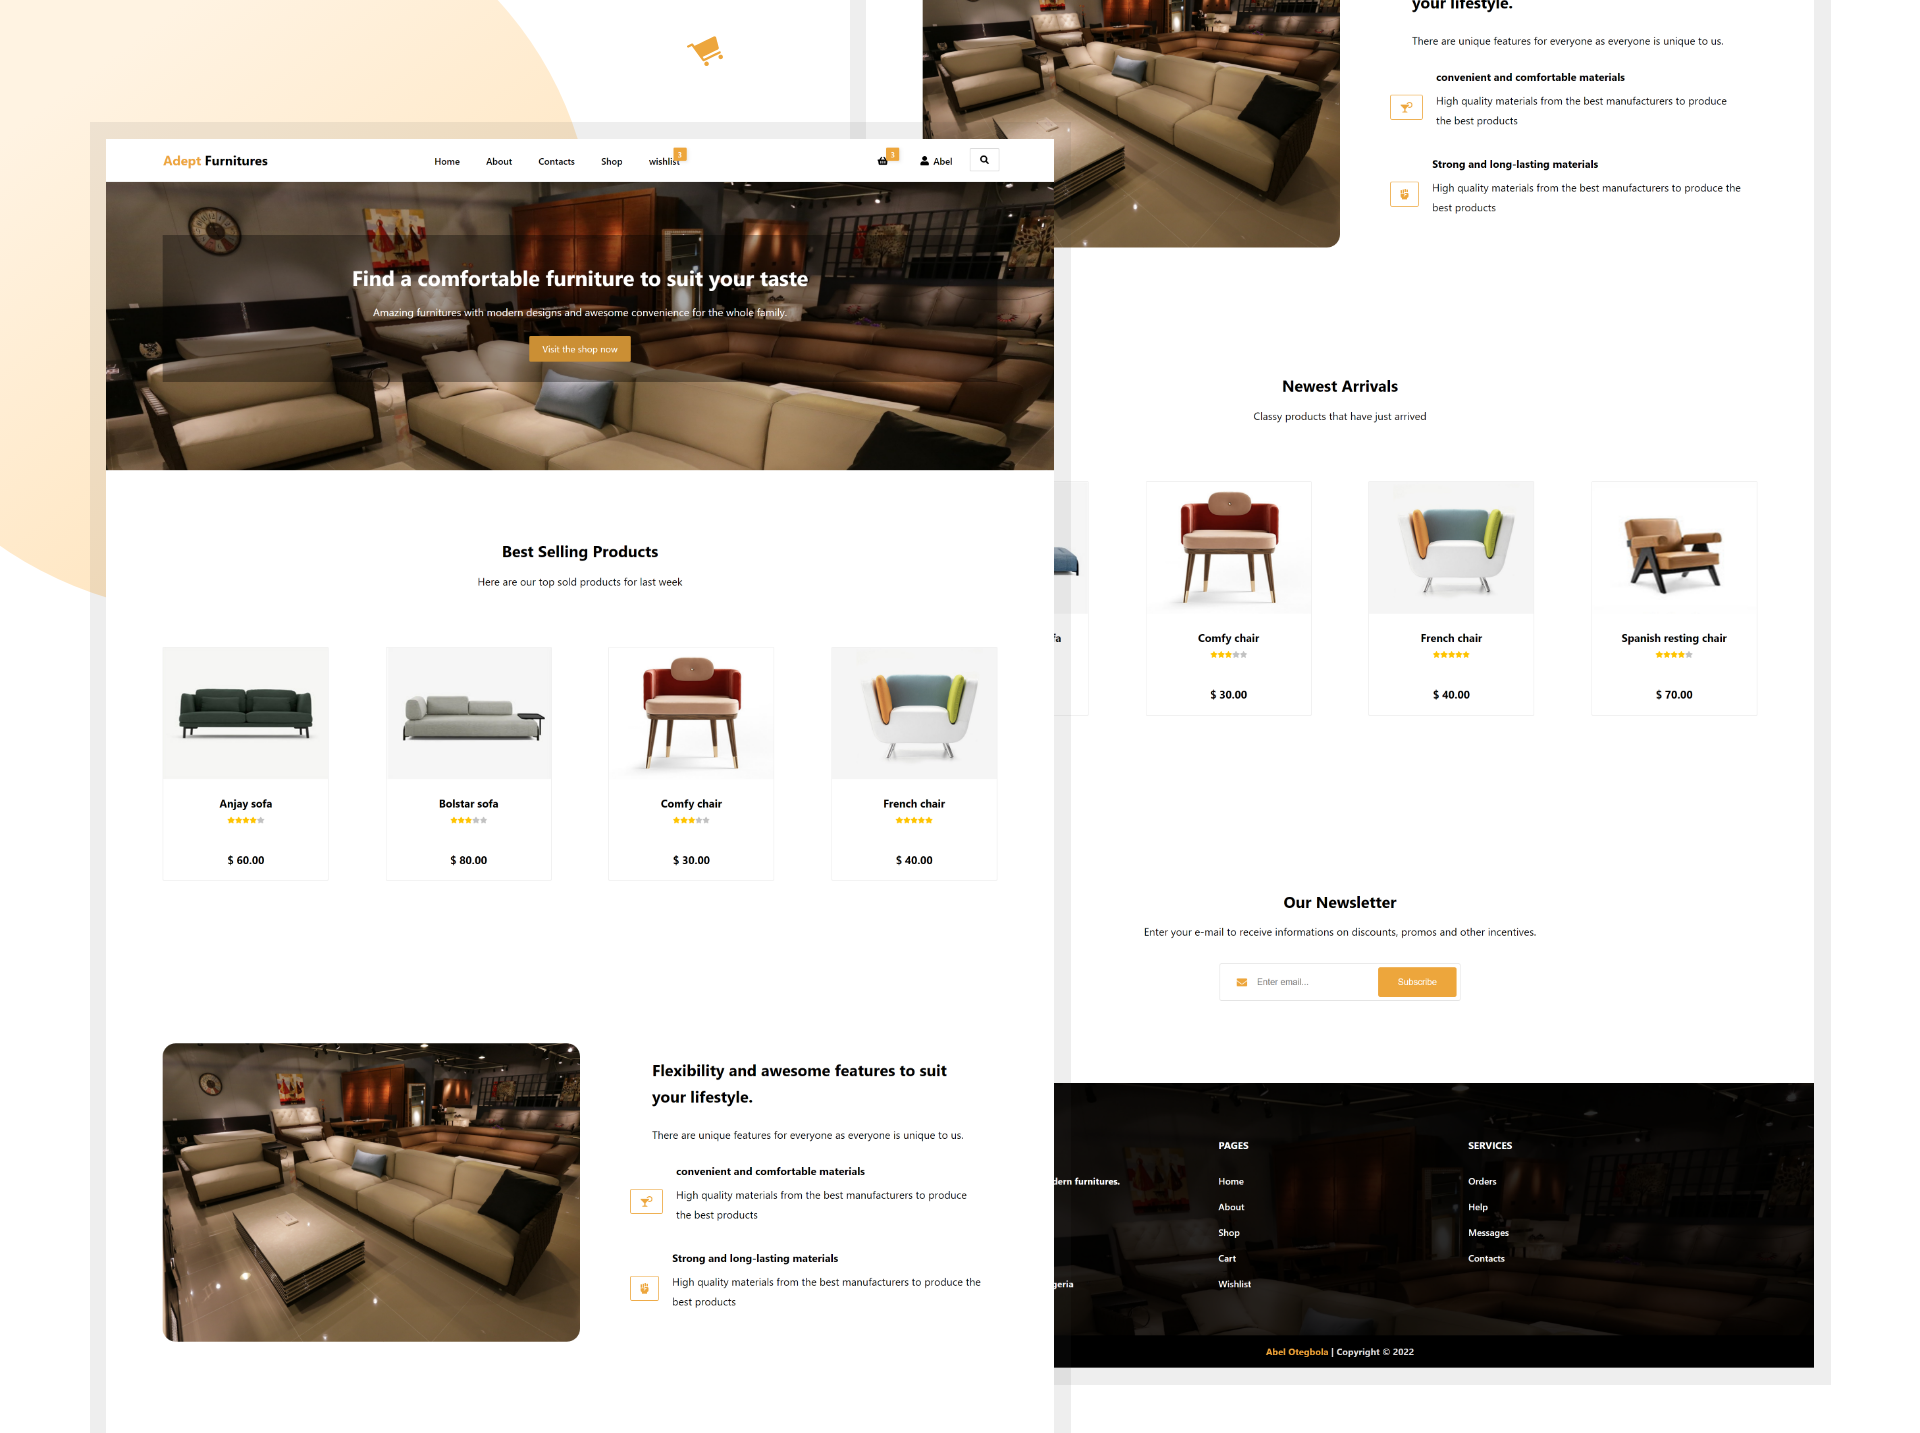 Adept Furnitures
Home
About
Contacts
Shop
wishlist
3
3
Abel
Find a comfortable furniture to suit your taste
Amazing furnitures with modern designs and awesome convenience for the whole family.
Visit the shop now
Best Selling Products
Here are our top sold products for last week
Anjay sofa
$ 60.00
Bolstar sofa
$ 80.00
Comfy chair
$ 30.00
French chair
$ 40.00
Flexibility and awesome features to suit
your lifestyle.
There are unique features for everyone as everyone is unique to us.
convenient and comfortable materials
High quality materials from the best manufacturers to produce
the best products
Strong and long-lasting materials
High quality materials from the best manufacturers to produce the
best products
your lifestyle.
There are unique features for everyone as everyone is unique to us.
convenient and comfortable materials
High quality materials from the best manufacturers to produce
the best products
Strong and long-lasting materials
High quality materials from the best manufacturers to produce the
best products
Newest Arrivals
Classy products that have just arrived
fa
Comfy chair
$ 30.00
French chair
$ 40.00
Spanish resting chair
$ 70.00
Our Newsletter
Enter your e-mail to receive informations on discounts, promos and other incentives.
Enter email...
Subscribe
dern furnitures.
geria
PAGES
Home
About
Shop
Cart
Wishlist
SERVICES
Orders
Help
Messages
Contacts
Abel Otegbola | Copyright © 2022